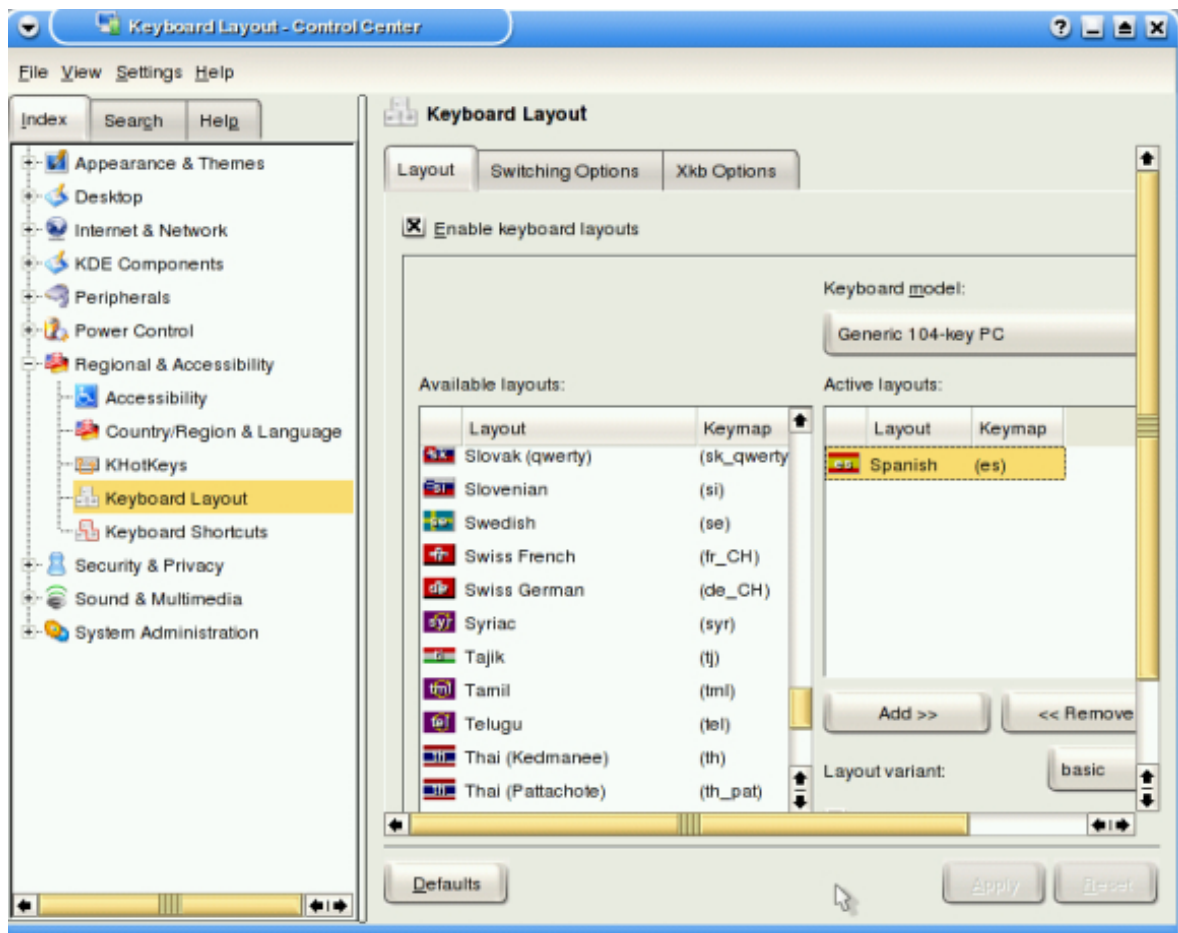 Keyboard Layout - Control Center
File View Settings Help
Index Search Help
Appearance & Themes
Desktop
Internet & Network
KDE Components
Peripherals
Power Control
Regional & Accessibility
Accessibility
Country/Region & Language
KHotKeys
Keyboard Layout
Keyboard Shortcuts
Security & Privacy
Sound & Multimedia
System Administration
Keyboard Layout
Layout Switching Options Xkb Options
Enable keyboard layouts
Keyboard model:
Generic 104-key PC
Available layouts:
Layout Keymap
Slovak (qwerty) (sk_qwerty
Slovenian (si)
Swedish (se)
Swiss French (fr_CH)
Swiss German (de_CH)
Syriac (syr)
Tajik (tj)
Tamil (tml)
Telugu (tel)
Thai (Kedmanee) (th)
Thai (Pattachote) (th_pat)
Active layouts:
Layout Keymap
es Spanish (es)
Add >> << Remove
Layout variant: basic
Defaults Apply Reset